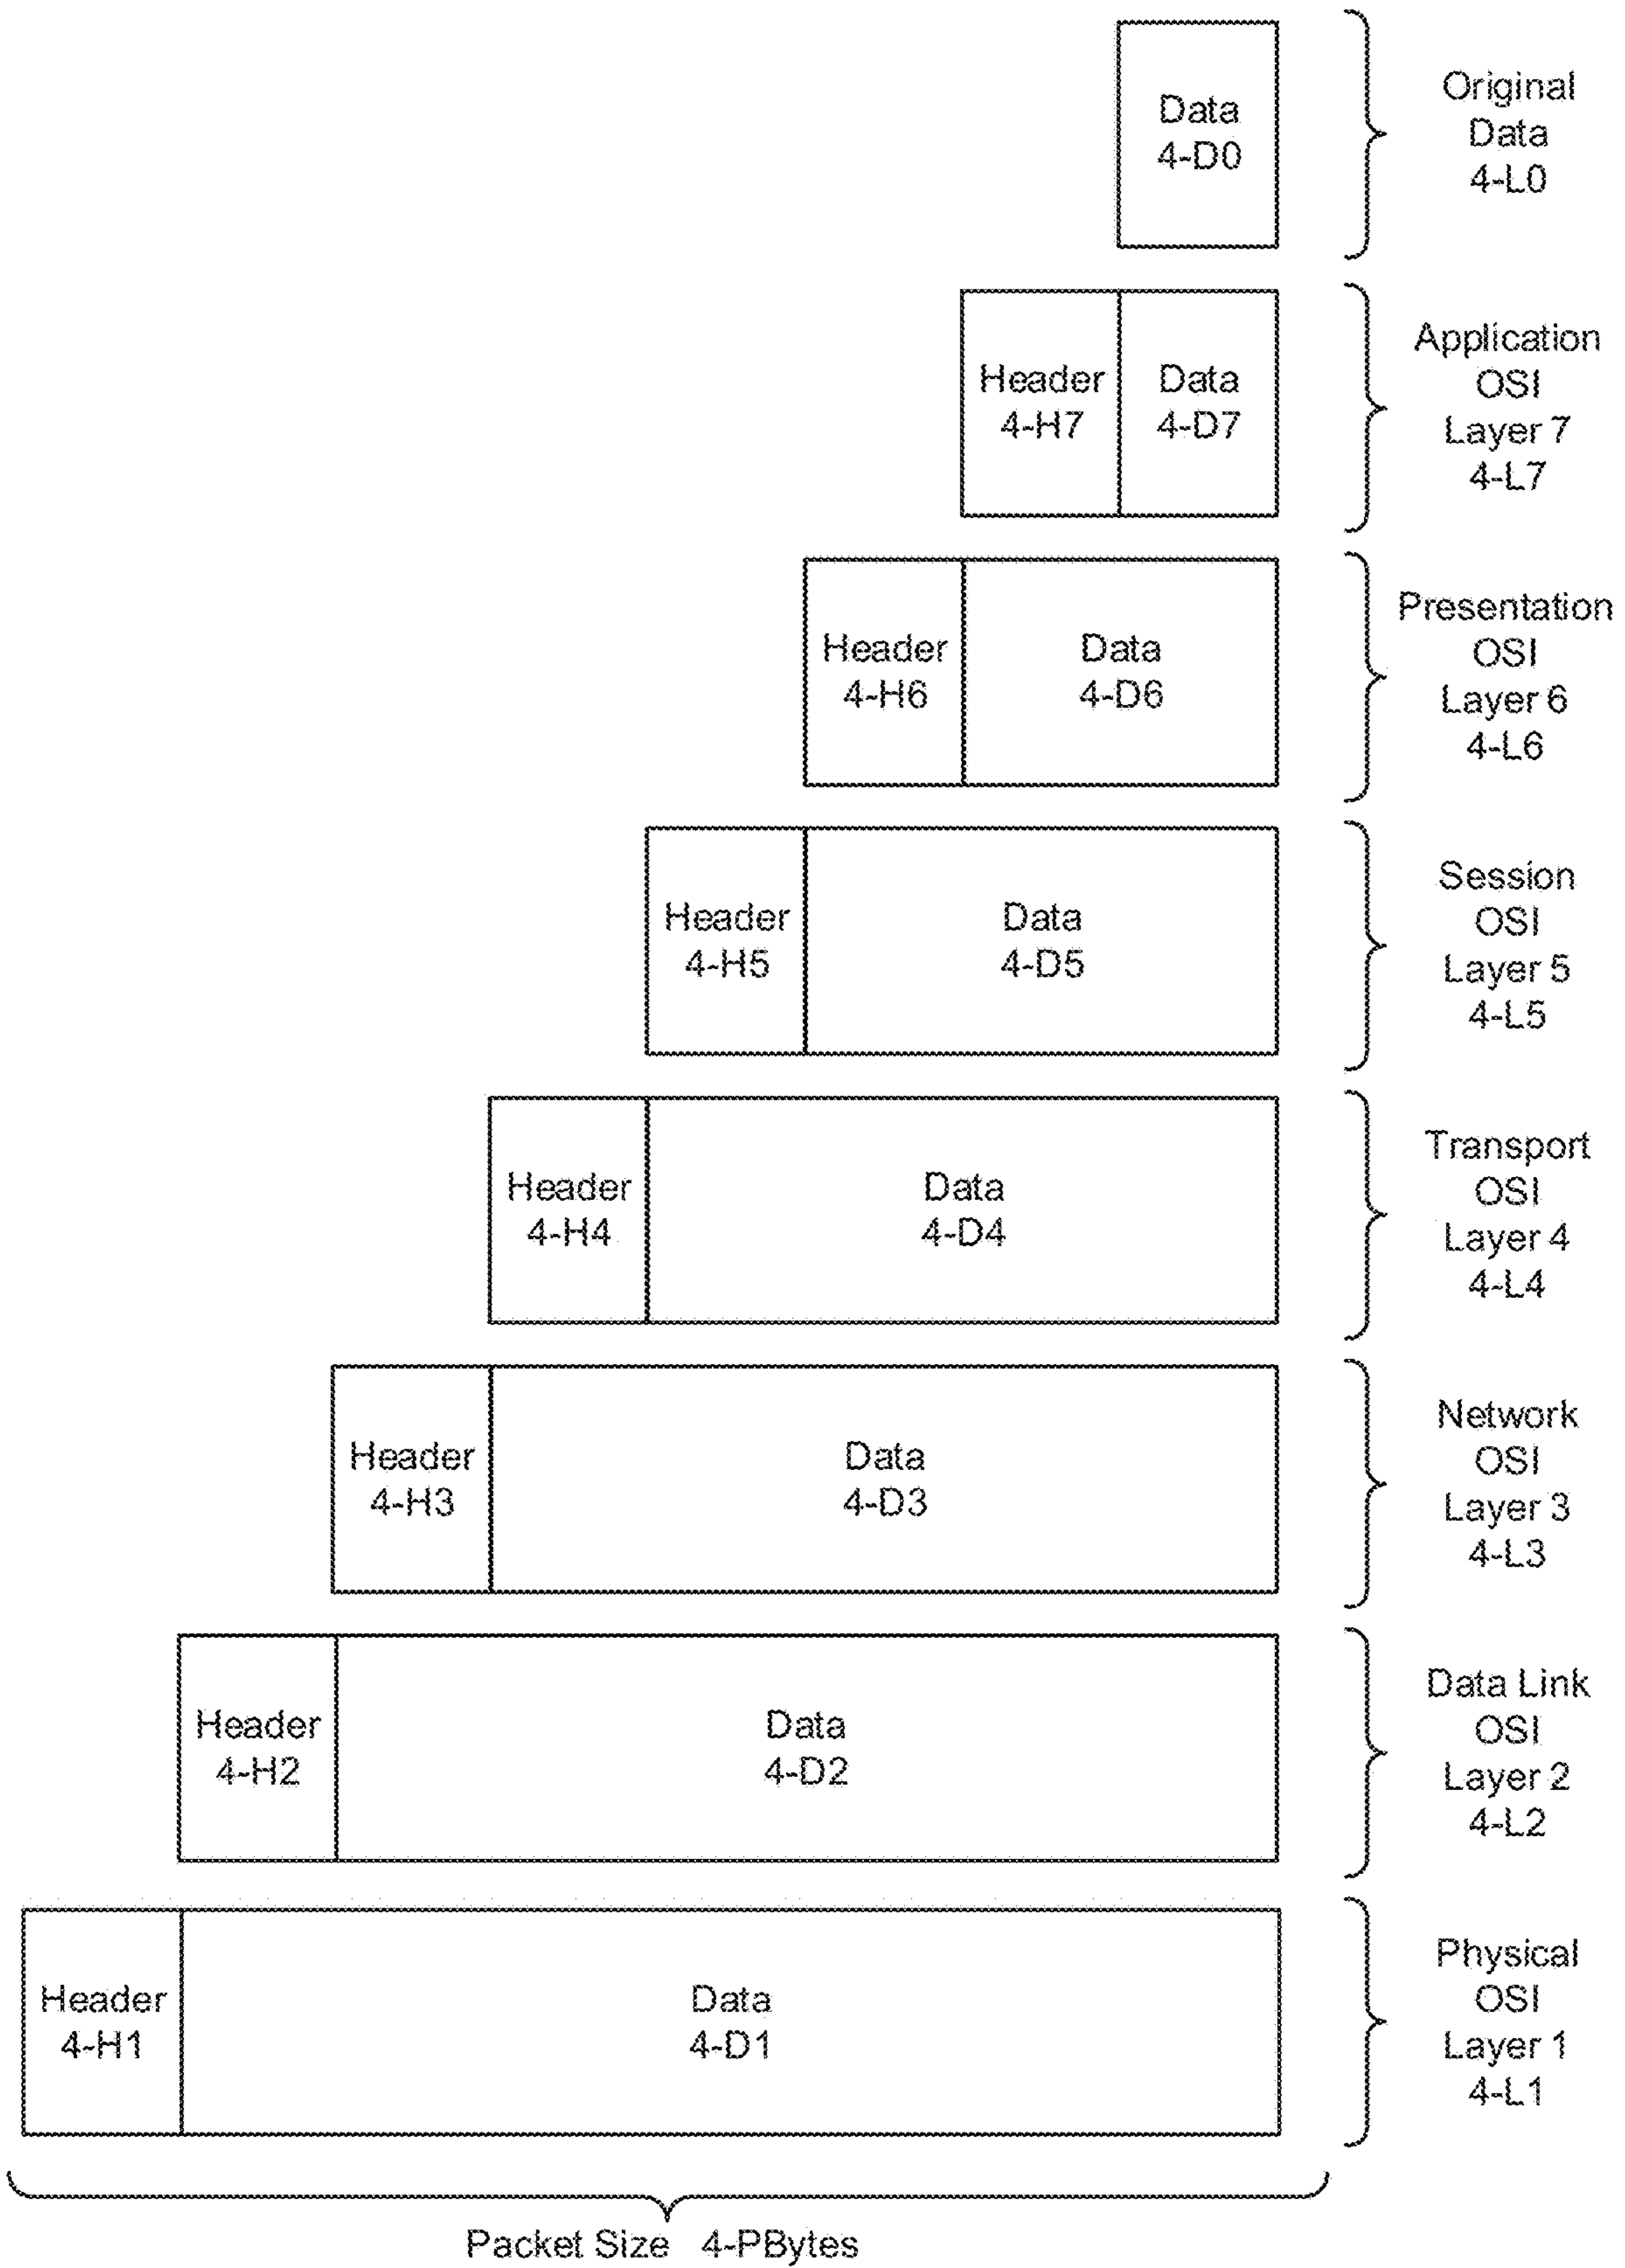 Data
4-D0
Original
Data
4-L0
Header
4-H7
Data
4-D7
Application
OSI
Layer 7
4-L7
Header
4-H6
Data
4-D6
Presentation
OSI
Layer 6
4-L6
Header
4-H5
Data
4-D5
Session
OSI
Layer 5
4-L5
Header
4-H4
Data
4-D4
Transport
OSI
Layer 4
4-L4
Header
4-H3
Data
4-D3
Network
OSI
Layer 3
4-L3
Header
4-H2
Data
4-D2
Data Link
OSI
Layer 2
4-L2
Header
4-H1
Data
4-D1
Physical
OSI
Layer 1
4-L1
Packet Size 4-PBytes